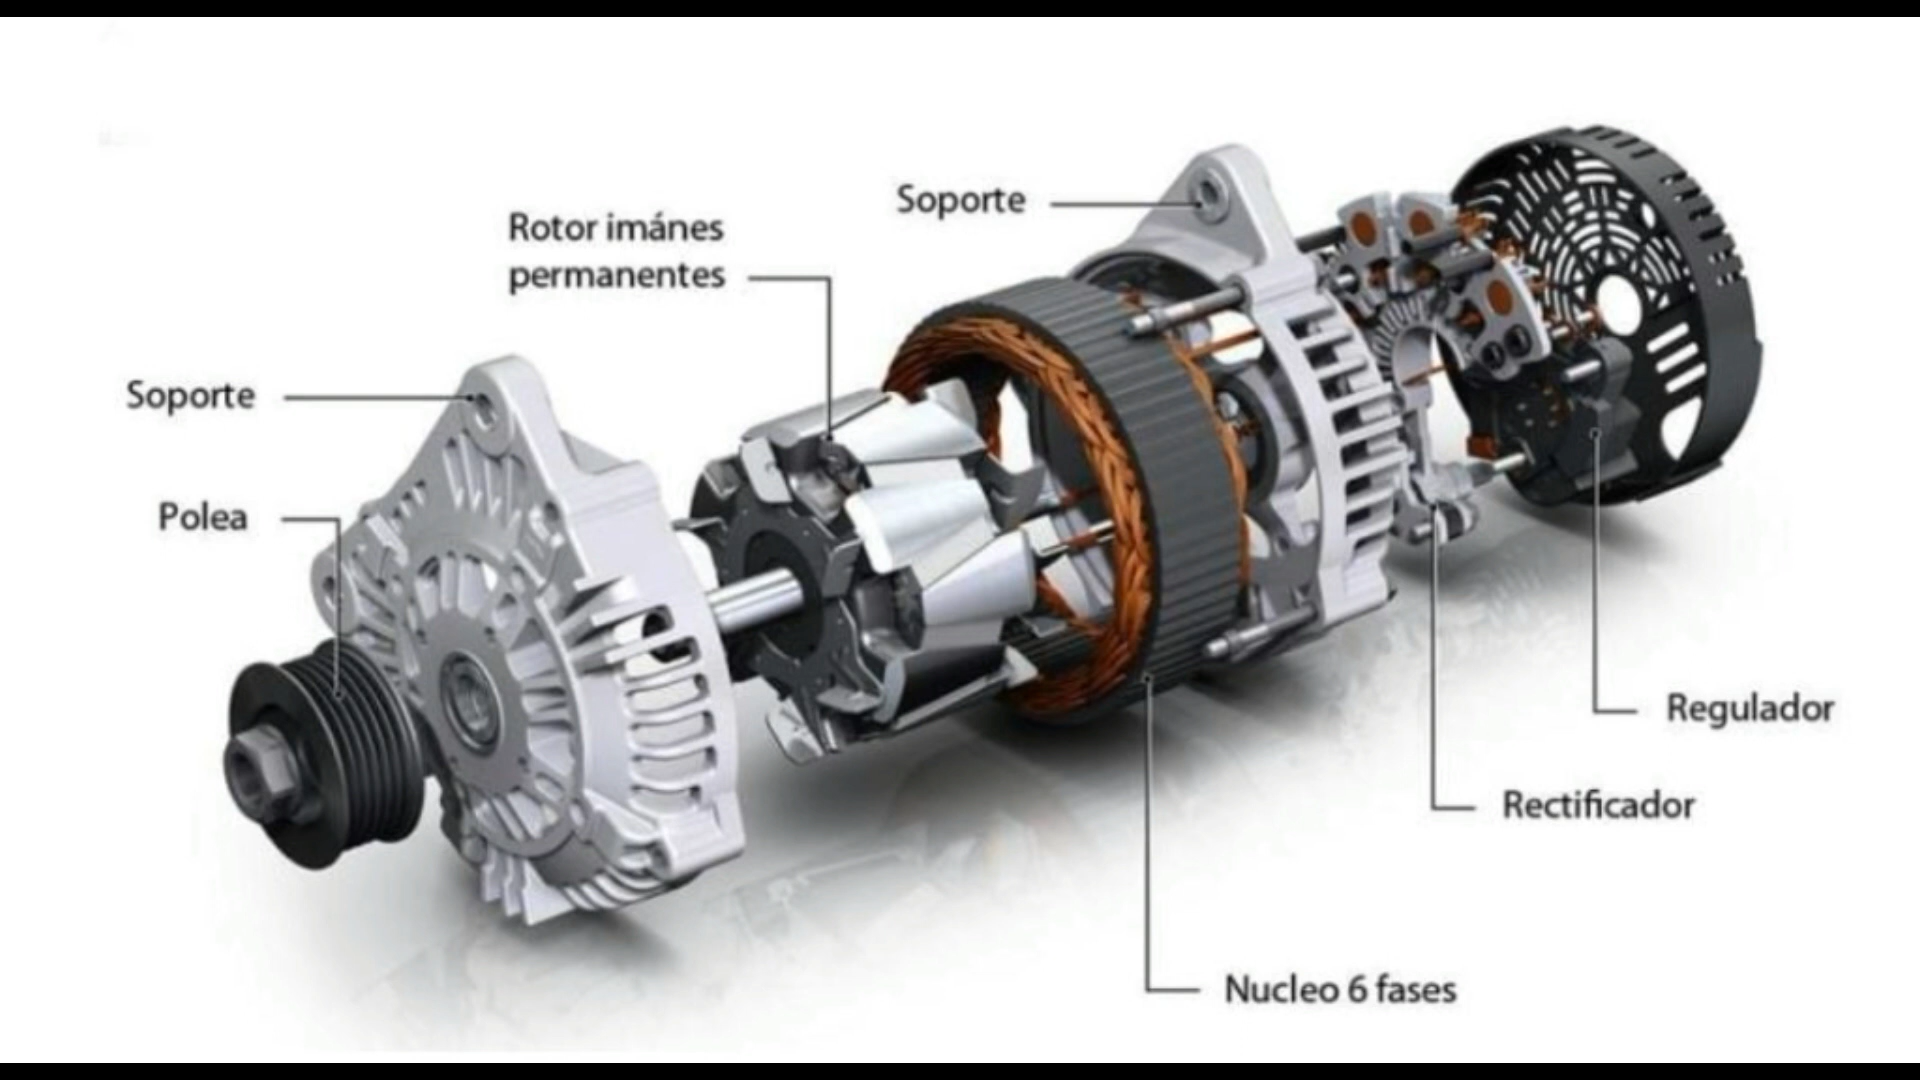 Soporte
Rotor imánes
permanentes
Soporte
Polea
Regulador
Rectificador
Nucleo 6 fases